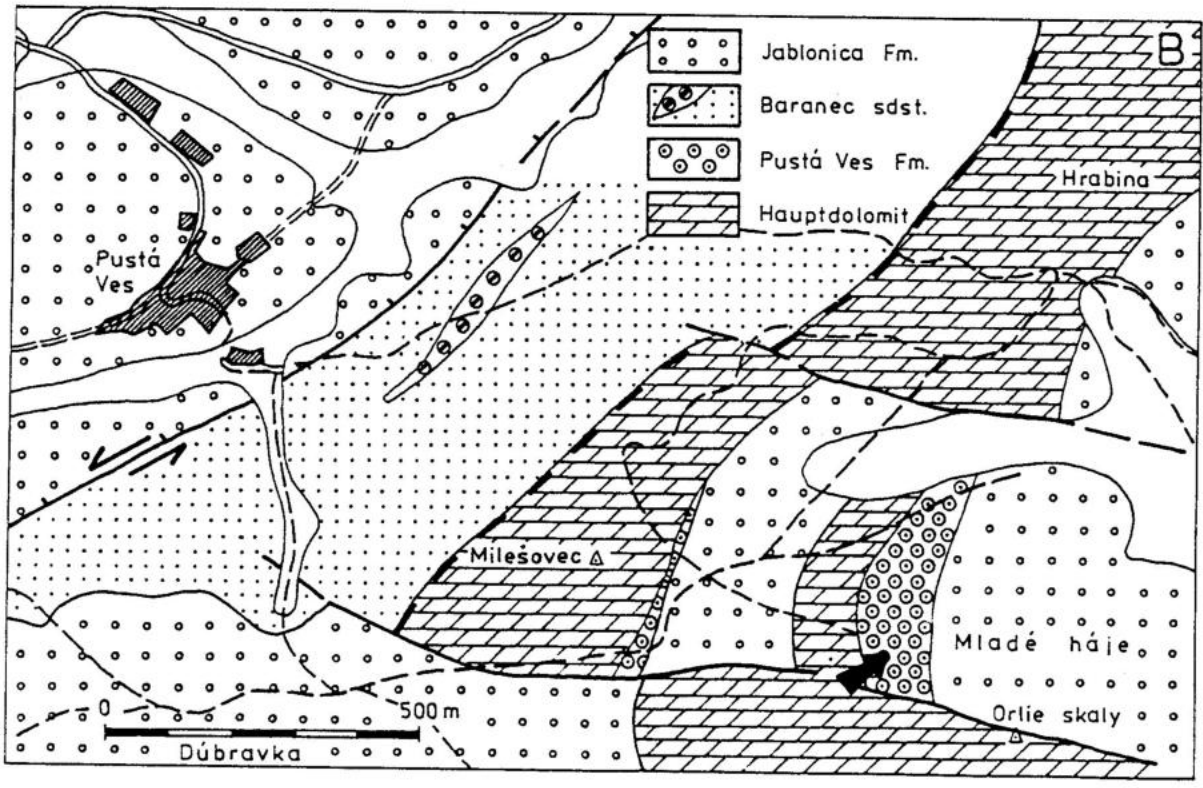 B
Jablonica Fm.
Baranec sdst.
Pustá Ves Fm.
Hauptdolomit
Hrabina
Pustá
Ves
Milešovec
Mladé háje
Orlie skaly
0 500 m
Dúbravka